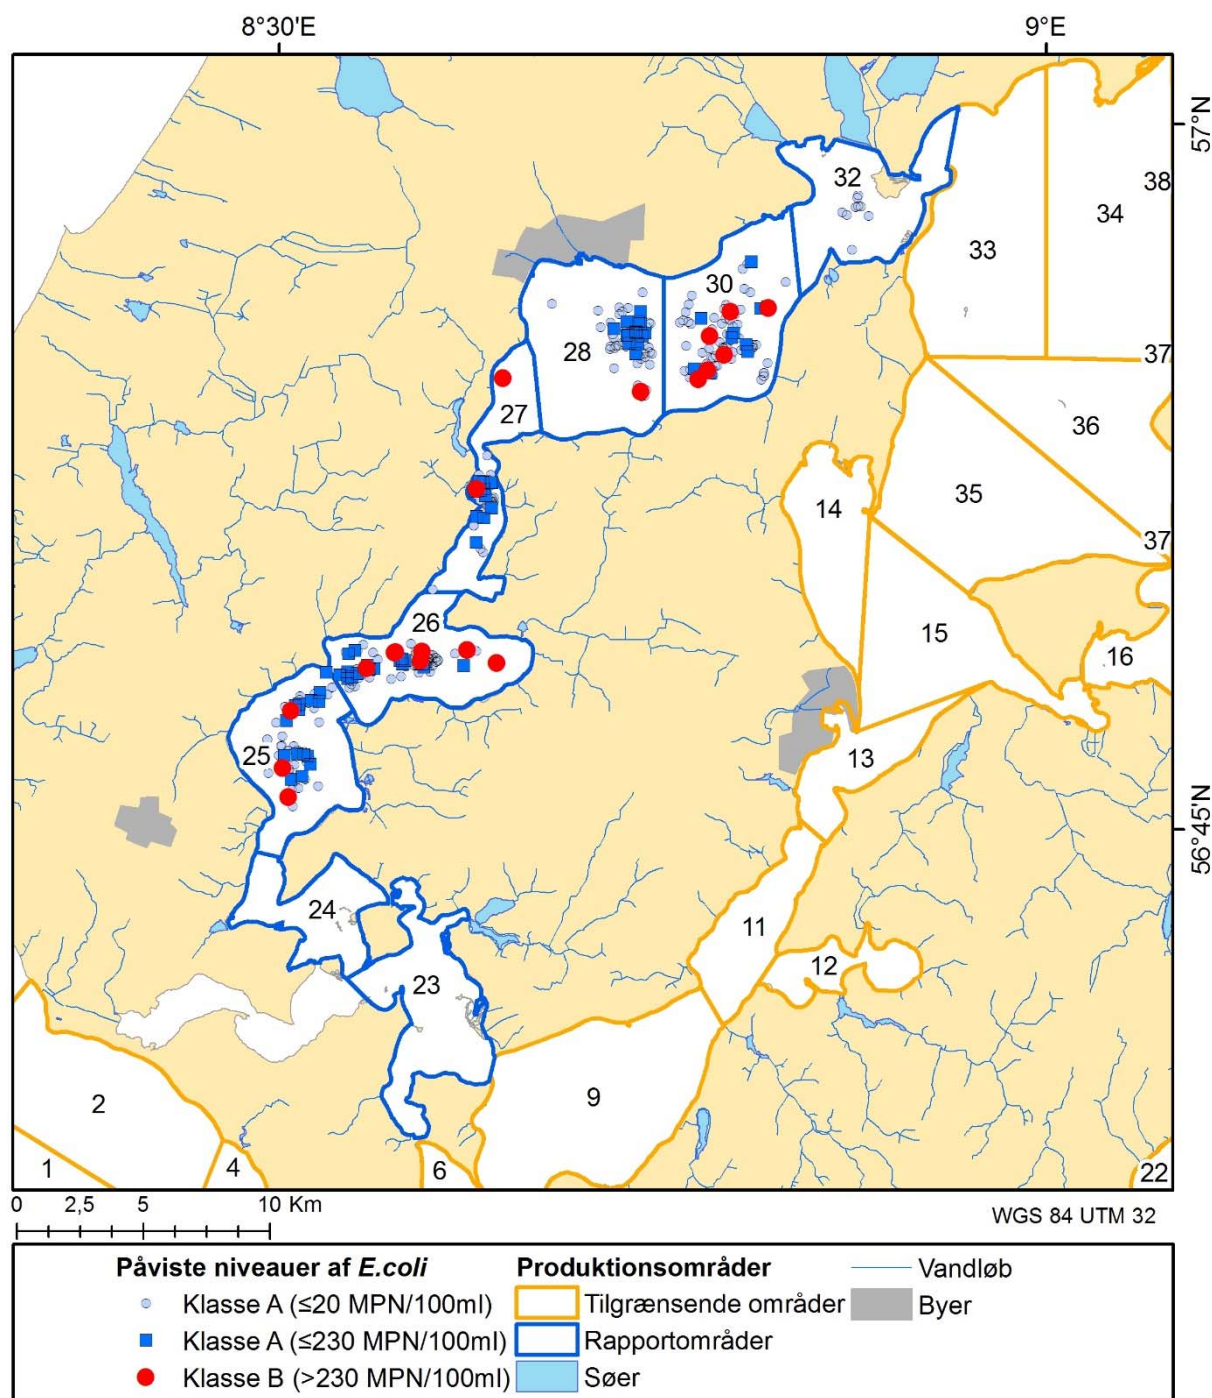 8°30'E
9°E
57°N
32
38
34
33
30
28
37
27
36
35
14
37
26
15
16
25
13
56°45'N
24
11
12
23
2
9
1
4
6
22
0 2,5 5 10 Km
WGS 84 UTM 32
Påviste niveauer af E.coli
Klasse A (≤20 MPN/100ml)
Klasse A (≤230 MPN/100ml)
Klasse B (>230 MPN/100ml)
Produktionsområder
Tilgrænsende områder
Rapportområder
Søer
Vandløb
Byer